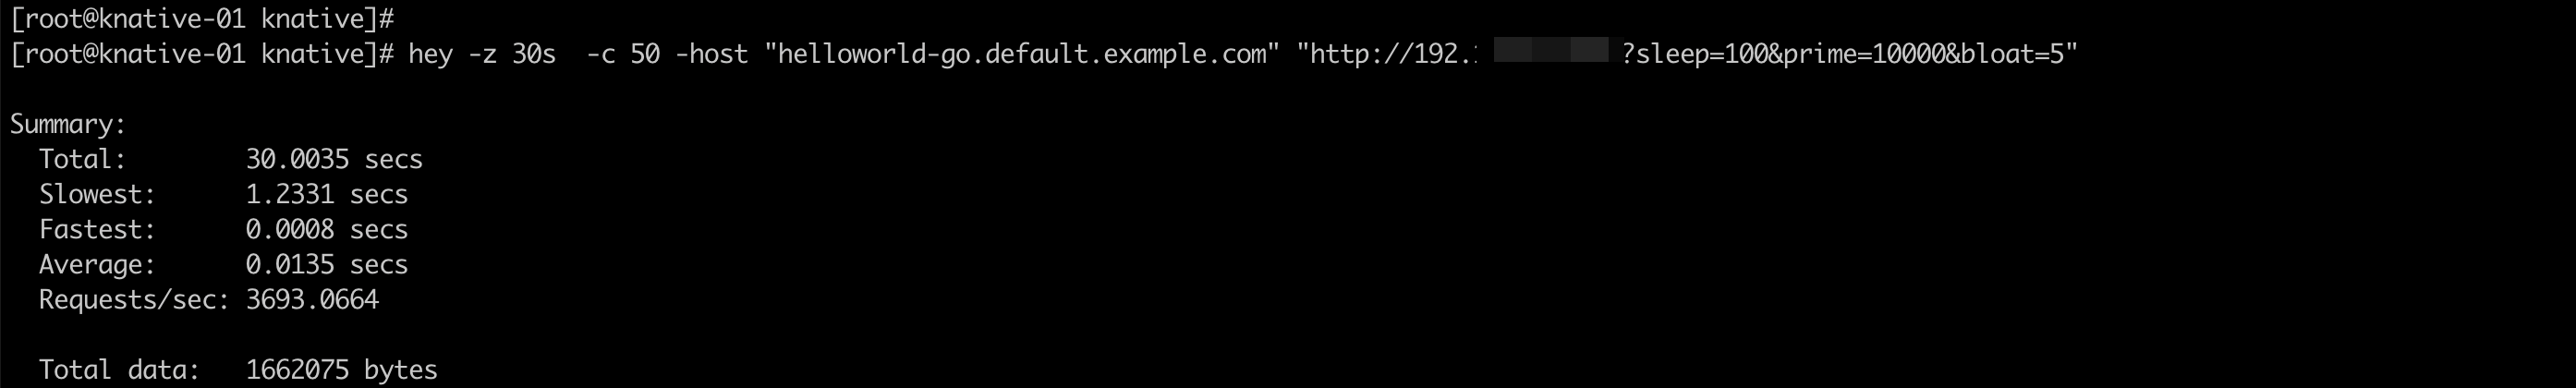 [root@knative-01 knative]#
[root@knative-01 knative]# hey -z 30s  -c 50 -host "helloworld-go.default.example.com" "http://192. ?sleep=100&prime=10000&bloat=5"
Summary:
Total: 30.0035 secs
Slowest: 1.2331 secs
Fastest: 0.0008 secs
Average: 0.0135 secs
Requests/sec: 3693.0664
Total data: 1662075 bytes